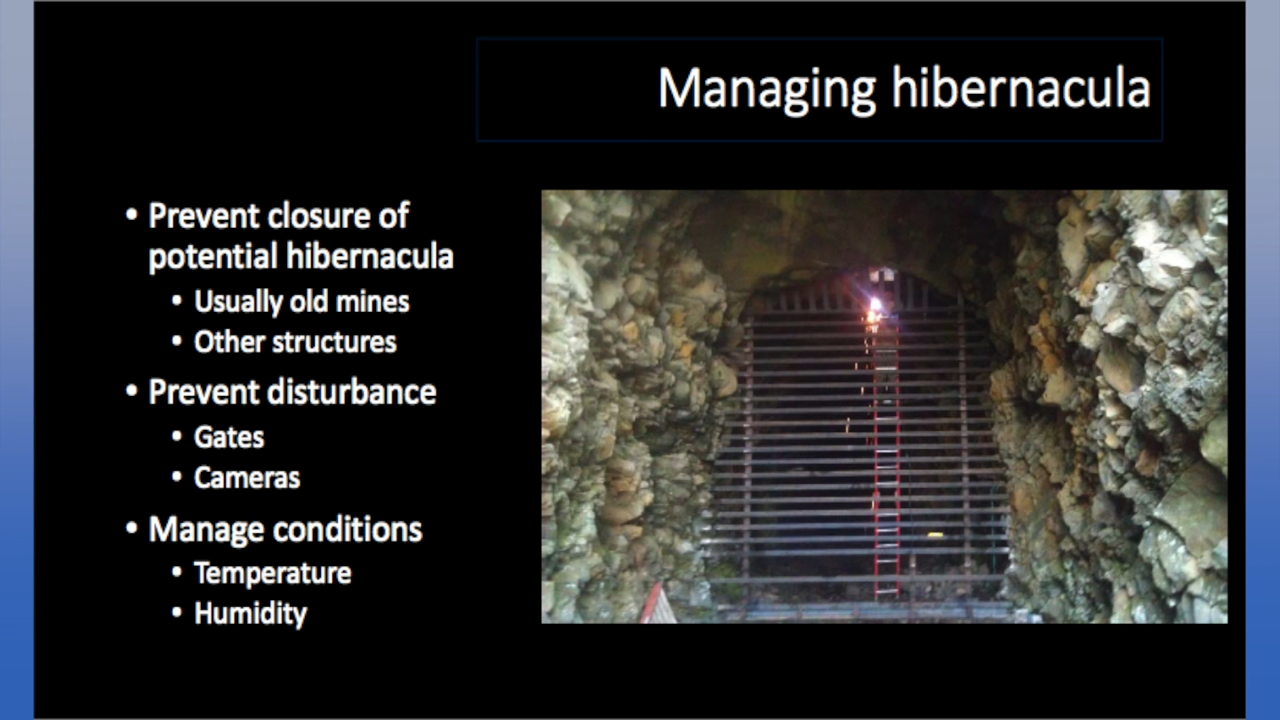 Managing hibernacula
• Prevent closure of
potential hibernacula
• Usually old mines
• Other structures
• Prevent disturbance
• Gates
• Cameras
• Manage conditions
• Temperature
• Humidity